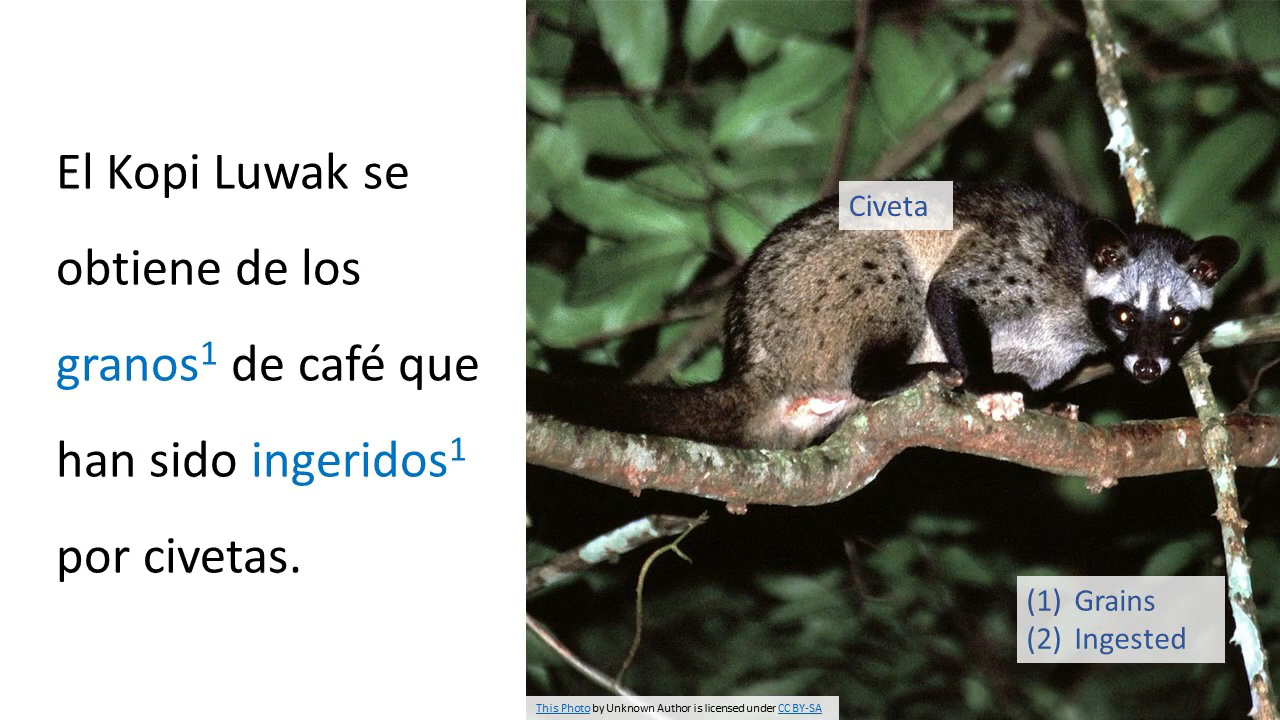 El Kopi Luwak se
obtiene de los
granos¹ de café que
han sido ingeridos¹
por civetas.
Civeta
(1) Grains
(2) Ingested
This Photo by Unknown Author is licensed under CC BY-SA